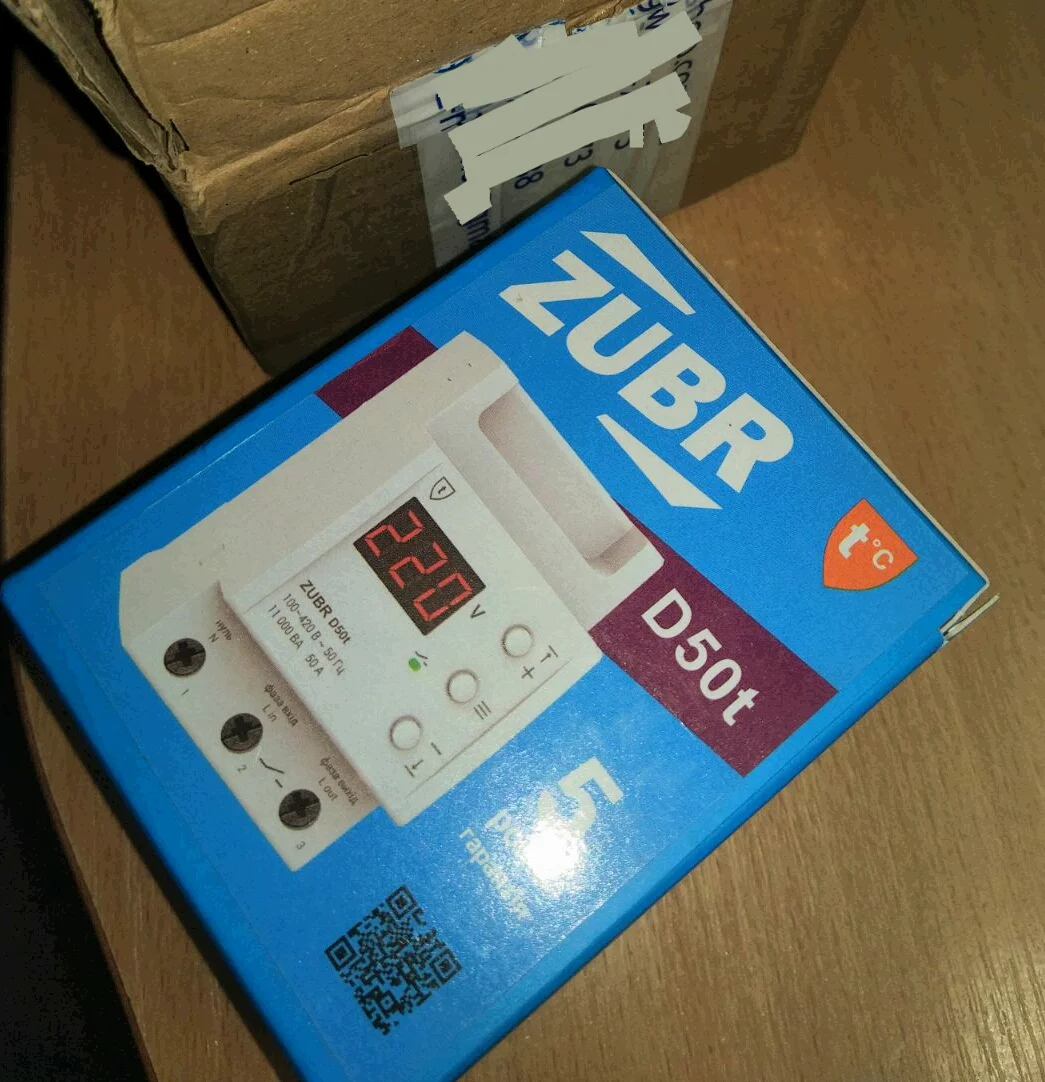 ZUBR
t°C
D50t
t
220
V
ZUBR D50t
100–420 В ~ 50 Гц
11 000 ВА 50 А
+
−
нуль
N
1
фаза вхід
L in
2
фаза вихід
L out
3
5
гарантія